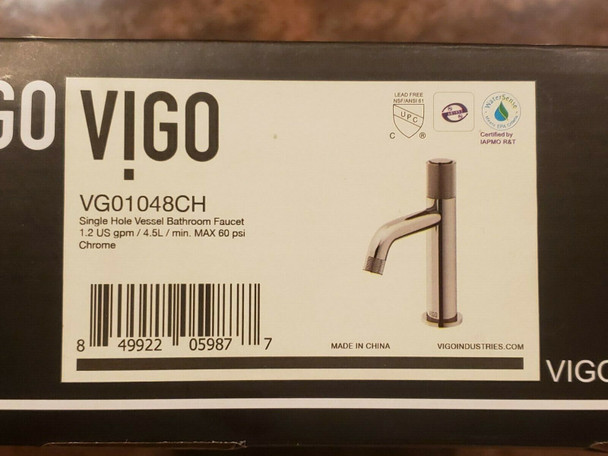 GO
VIGO
LEAD FREE
NSF/ANSI 61
UPC
C ®
WaterSense
Certified by
IAPMO R&T
VG01048CH
Single Hole Vessel Bathroom Faucet
1.2 US gpm / 4.5L / min. MAX 60 psi
Chrome
8 49922 05987 7
MADE IN CHINA
VIGOINDUSTRIES.COM
VIGO